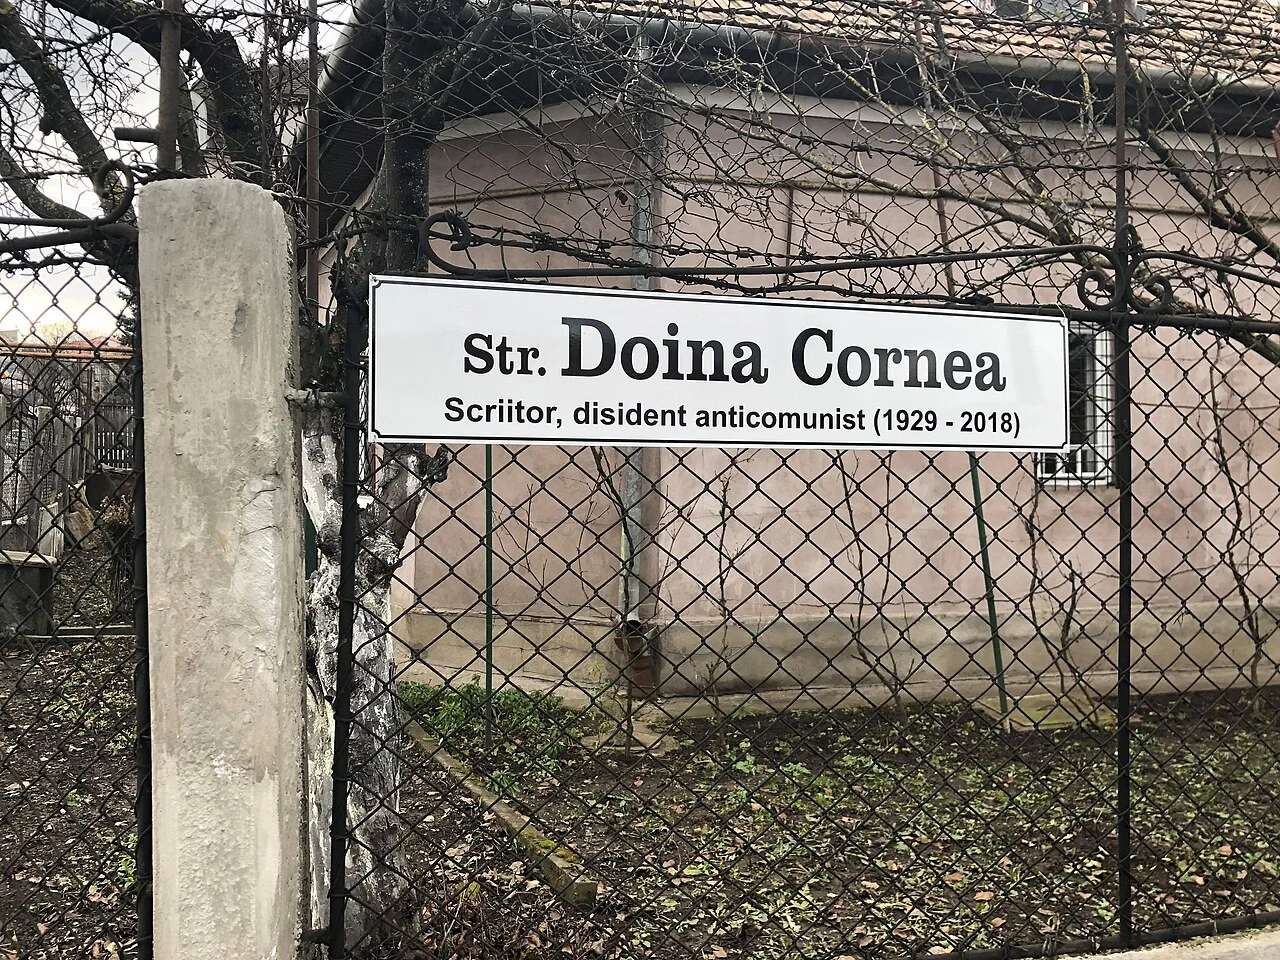 Str. Doina Cornea
Scriitor, disident anticomunist (1929 - 2018)